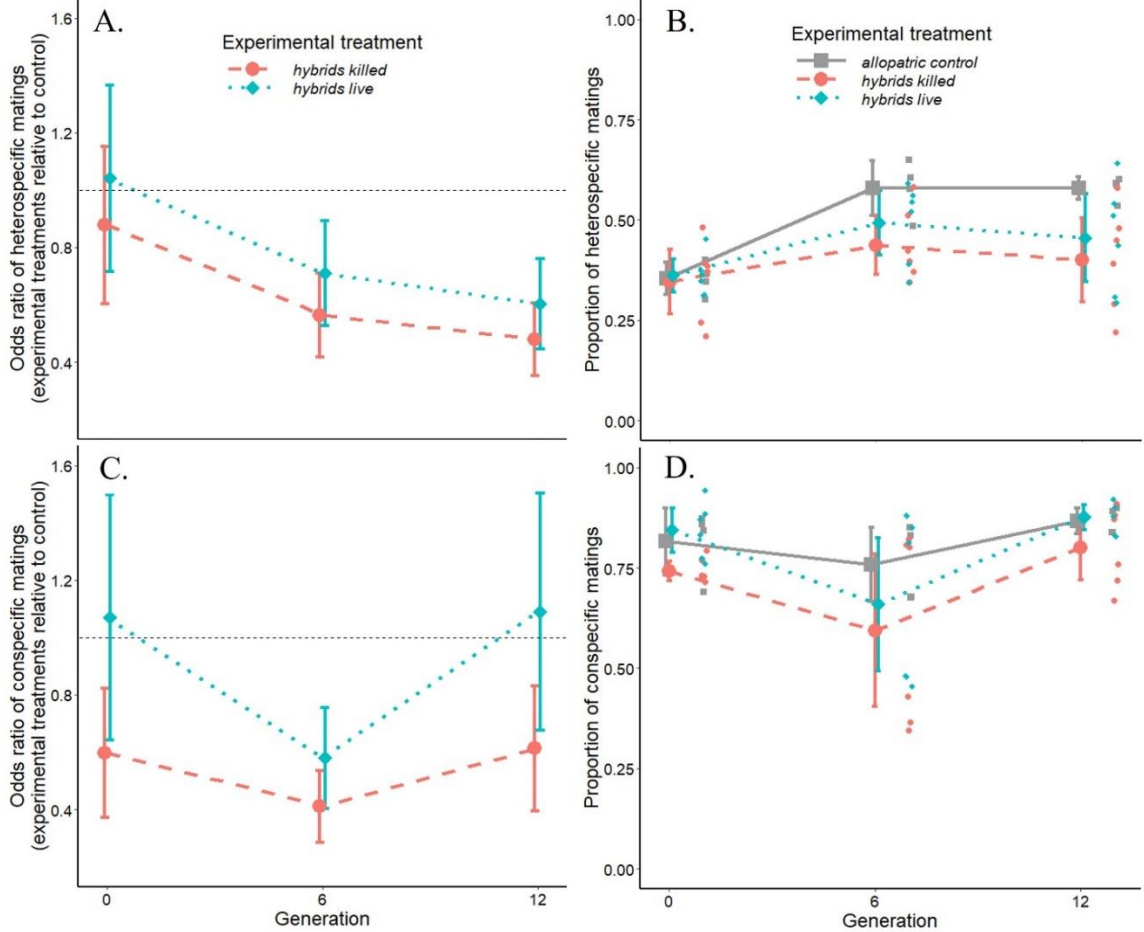 A.
Experimental treatment
hybrids killed
hybrids live
Odds ratio of heterospecific matings
(experimental treatments relative to control)
1.6
1.2
0.8
0.4
B.
Experimental treatment
allopatric control
hybrids killed
hybrids live
Proportion of heterospecific matings
1.00
0.75
0.50
0.25
0.00
C.
Odds ratio of conspecific matings
(experimental treatments relative to control)
1.6
1.2
0.8
0.4
0
6
12
Generation
D.
Proportion of conspecific matings
1.00
0.75
0.50
0.25
0.00
0
6
12
Generation